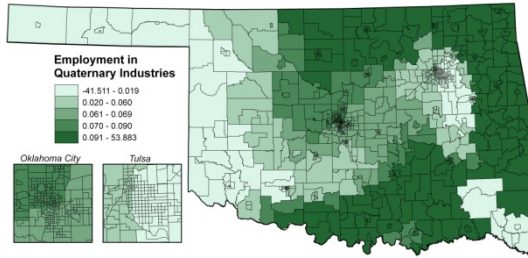 Employment in
Quaternary Industries
-41.511 - 0.019
0.020 - 0.060
0.061 - 0.069
0.070 - 0.090
0.091 - 53.883
Oklahoma City
Tulsa